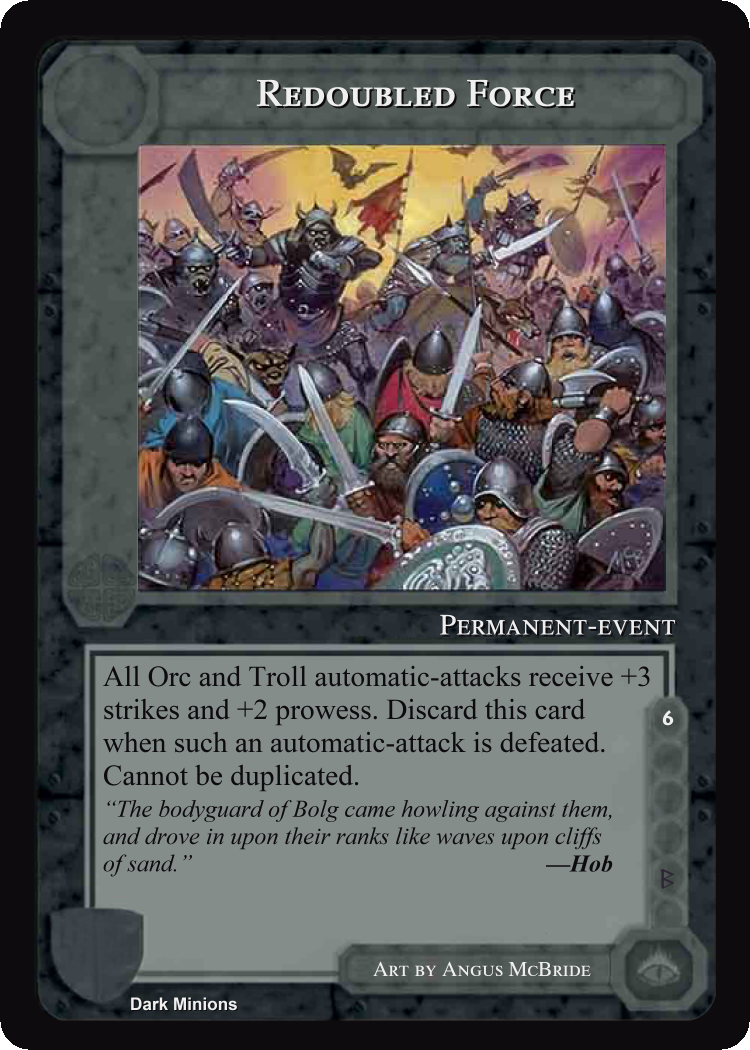 Redoubled Force
Permanent-event
All Orc and Troll automatic-attacks receive +3
strikes and +2 prowess. Discard this card
when such an automatic-attack is defeated.
Cannot be duplicated.
6
“The bodyguard of Bolg came howling against them,
and drove in upon their ranks like waves upon cliffs
of sand.” —Hob
Art by Angus McBride
Dark Minions